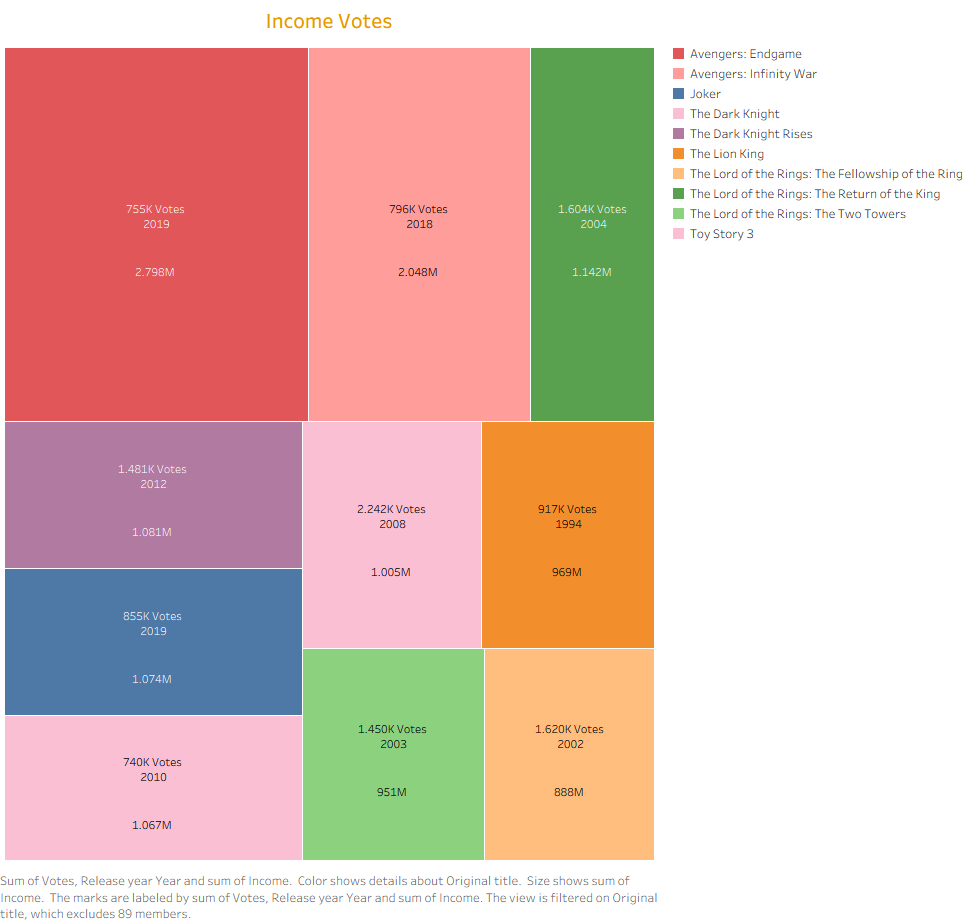 Income Votes
755K Votes
2019
2.798M
796K Votes
2018
2.048M
1.604K Votes
2004
1.142M
1.481K Votes
2012
1.081M
855K Votes
2019
1.074M
740K Votes
2010
1.067M
2.242K Votes
2008
1.005M
917K Votes
1994
969M
1.450K Votes
2003
951M
1.620K Votes
2002
888M
Avengers: Endgame
Avengers: Infinity War
Joker
The Dark Knight
The Dark Knight Rises
The Lion King
The Lord of the Rings: The Fellowship of the Ring
The Lord of the Rings: The Return of the King
The Lord of the Rings: The Two Towers
Toy Story 3
Sum of Votes, Release year Year and sum of Income.  Color shows details about Original title.  Size shows sum of
Income.  The marks are labeled by sum of Votes, Release year Year and sum of Income. The view is filtered on Original
title, which excludes 89 members.